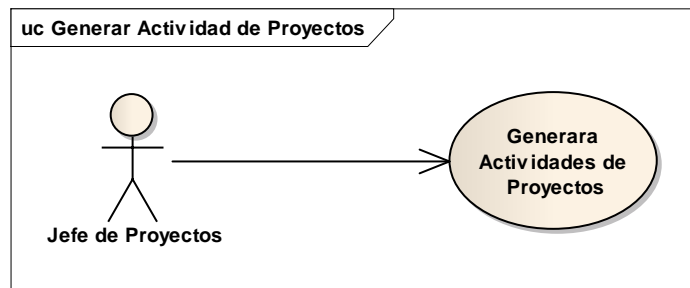 uc Generar Actividad de Proyectos
Generara
Actividades de
Proyectos
Jefe de Proyectos